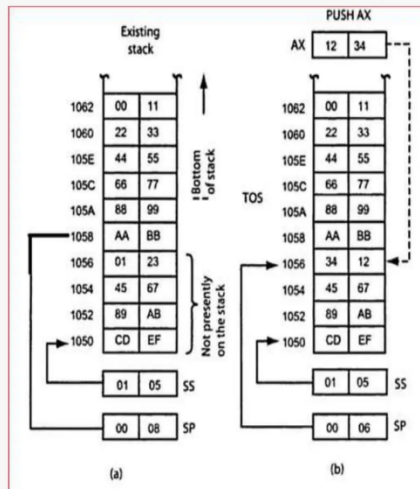 PUSH AX
Existing stack
AX 12 34
1062 00 11
1060 22 33
105E 44 55
105C 66 77
105A 88 99
1058 AA BB
1056 01 23
1054 45 67
1052 89 AB
1050 CD EF
Bottom of stack
Not presently on the stack
01 05 SS
00 08 SP
(a)
TOS
1062 00 11
1060 22 33
105E 44 55
105C 66 77
105A 88 99
1058 AA BB
1056 34 12
1054 45 67
1052 89 AB
1050 CD EF
01 05 SS
00 06 SP
(b)